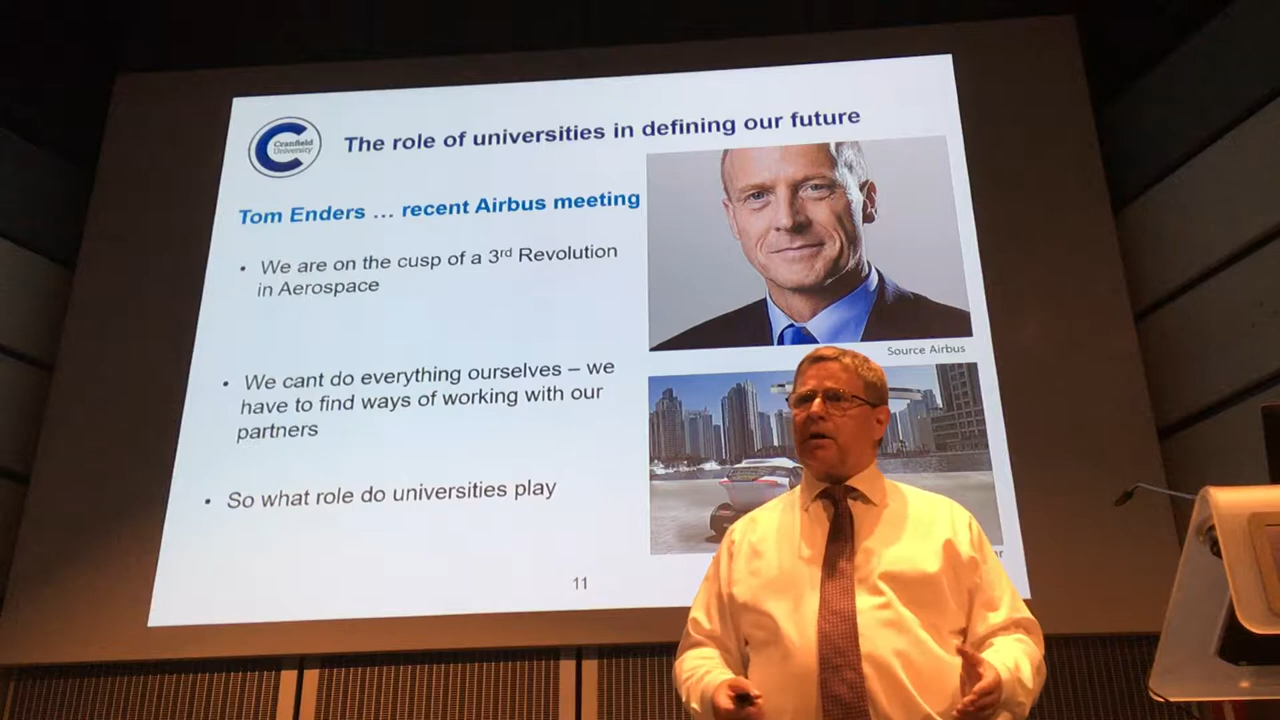 Cranfield
University
The role of universities in defining our future
Tom Enders … recent Airbus meeting
• We are on the cusp of a 3rd Revolution
in Aerospace
Source Airbus
• We cant do everything ourselves – we
have to find ways of working with our
partners
• So what role do universities play
11